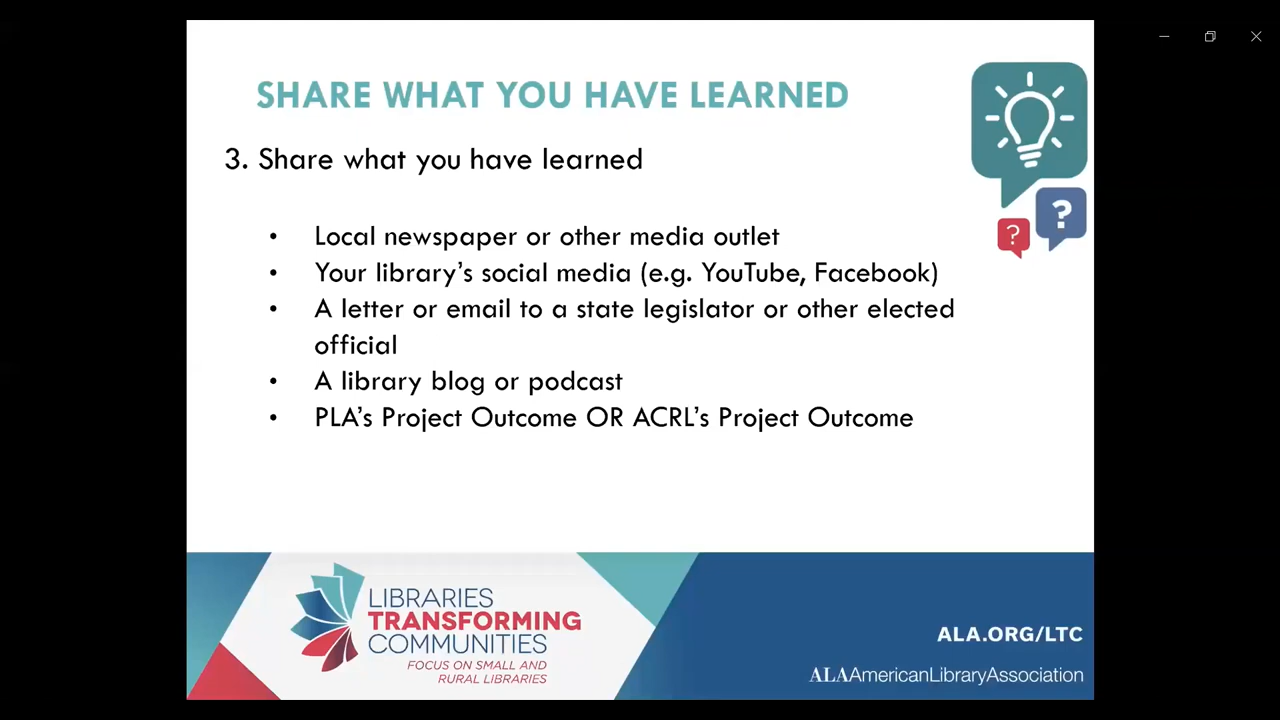 SHARE WHAT YOU HAVE LEARNED
3. Share what you have learned
• Local newspaper or other media outlet
• Your library's social media (e.g. YouTube, Facebook)
• A letter or email to a state legislator or other elected
official
• A library blog or podcast
• PLA's Project Outcome OR ACRL's Project Outcome
?
?
LIBRARIES
TRANSFORMING
COMMUNITIES
FOCUS ON SMALL AND
RURAL LIBRARIES
ALA.ORG/LTC
ALAAmericanLibraryAssociation